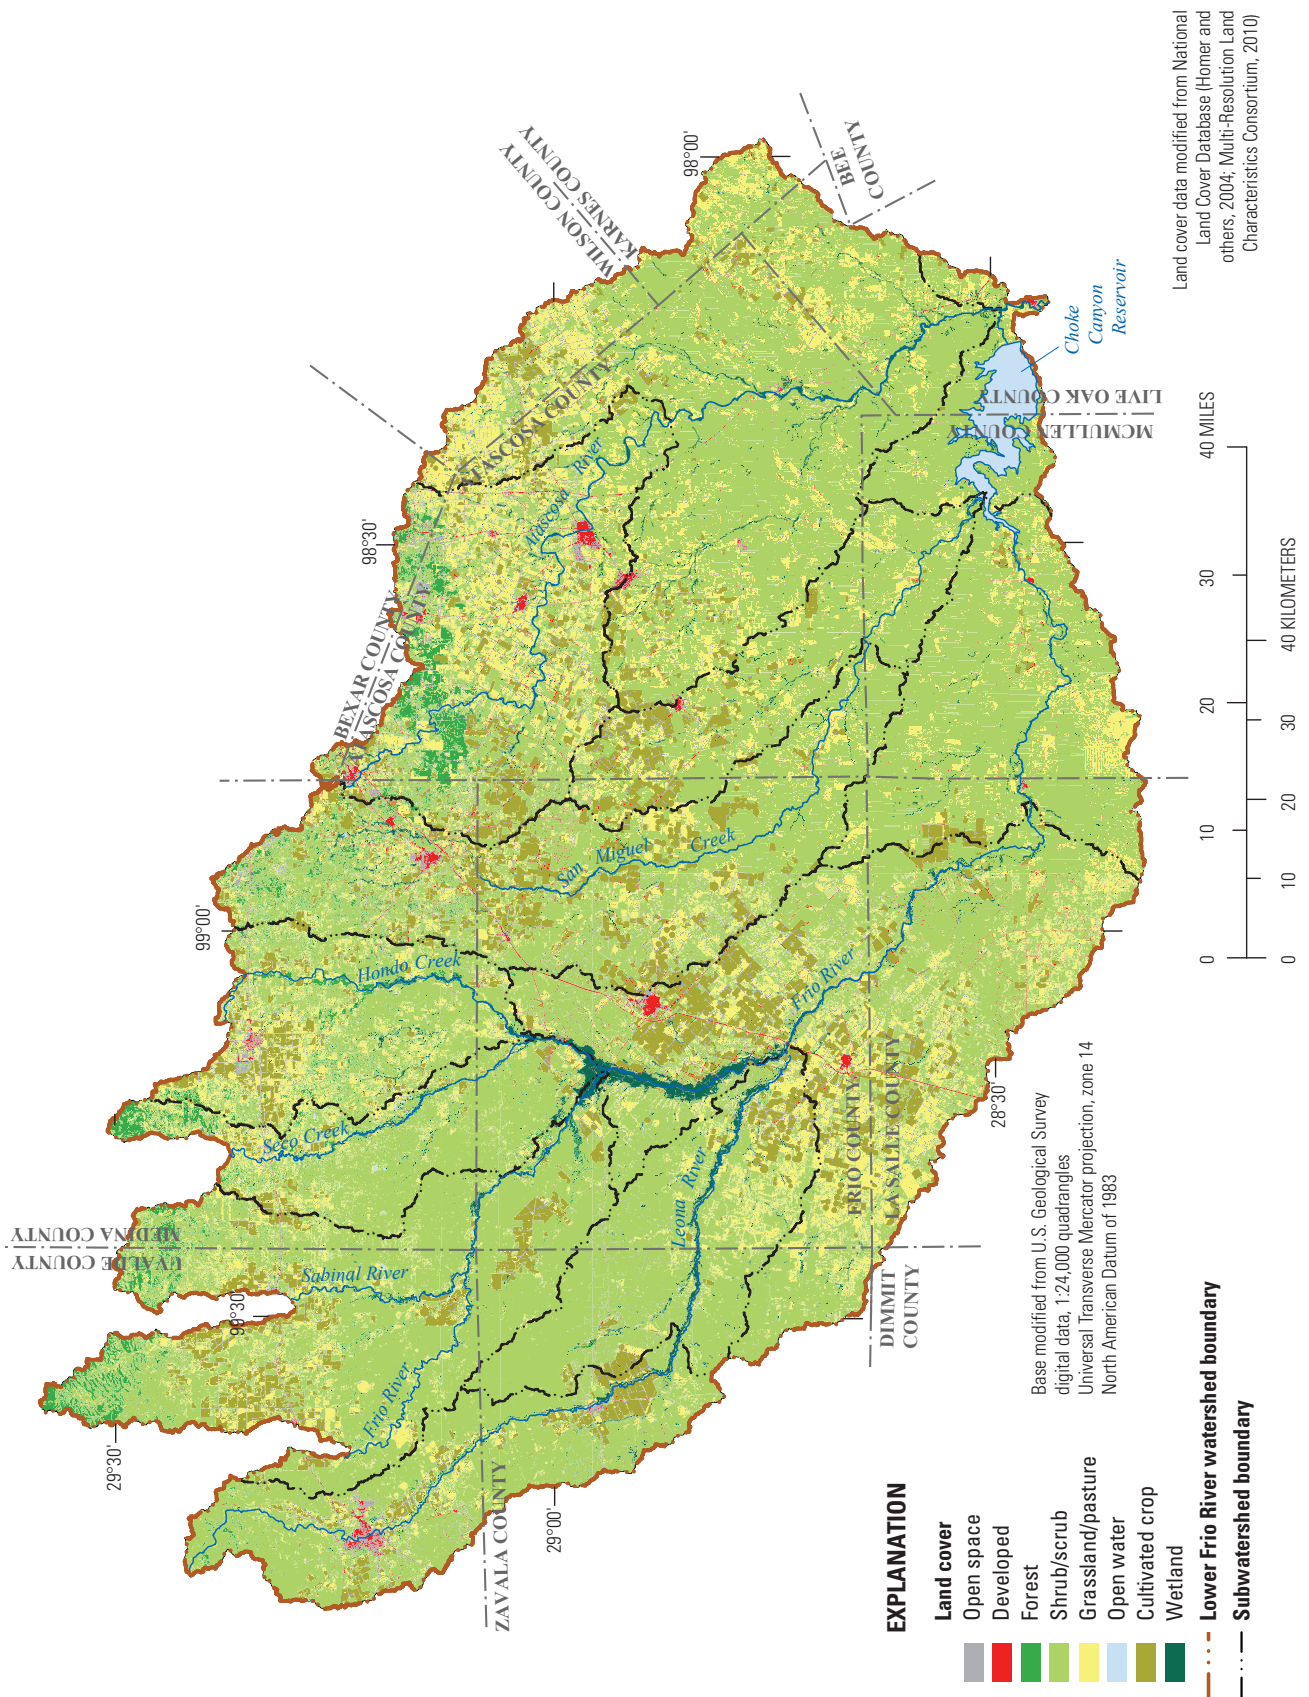 29°30'
99°30'
99°00'
98°30'
98°00'
29°00'
28°30'
UVALDE COUNTY
MEDINA COUNTY
BEXAR COUNTY
ATASCOSA COUNTY
WILSON COUNTY
KARNES COUNTY
ATASCOSA COUNTY
BEE
COUNTY
ZAVALA COUNTY
DIMMIT
COUNTY
FRIO COUNTY
LA SALLE COUNTY
MCMULLEN COUNTY
LIVE OAK COUNTY
Frio River
Sabinal River
Seco Creek
Hondo Creek
Leona River
Frio River
San Miguel Creek
Atascosa River
Choke
Canyon
Reservoir
EXPLANATION
Land cover
Open space
Developed
Forest
Shrub/scrub
Grassland/pasture
Open water
Cultivated crop
Wetland
Lower Frio River watershed boundary
Subwatershed boundary
Base modified from U.S. Geological Survey
digital data, 1:24,000 quadrangles
Universal Transverse Mercator projection, zone 14
North American Datum of 1983
0 10 20 30 40 MILES
0 10 20 30 40 KILOMETERS
Land cover data modified from National
Land Cover Database (Homer and
others, 2004; Multi-Resolution Land
Characteristics Consortium, 2010)